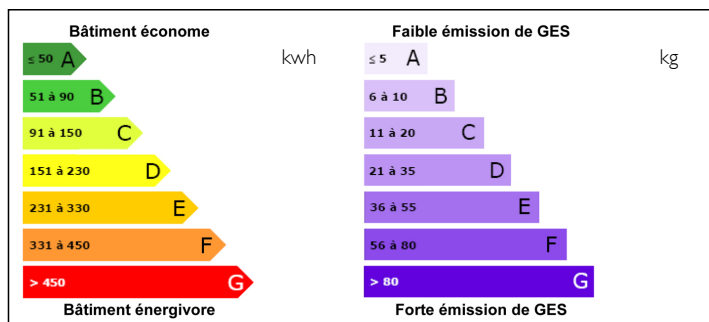 Bâtiment économe
kwh
≤ 50 A
51 à 90 B
91 à 150 C
151 à 230 D
231 à 330 E
331 à 450 F
> 450 G
Bâtiment énergivore
Faible émission de GES
kg
≤ 5 A
6 à 10 B
11 à 20 C
21 à 35 D
36 à 55 E
56 à 80 F
> 80 G
Forte émission de GES